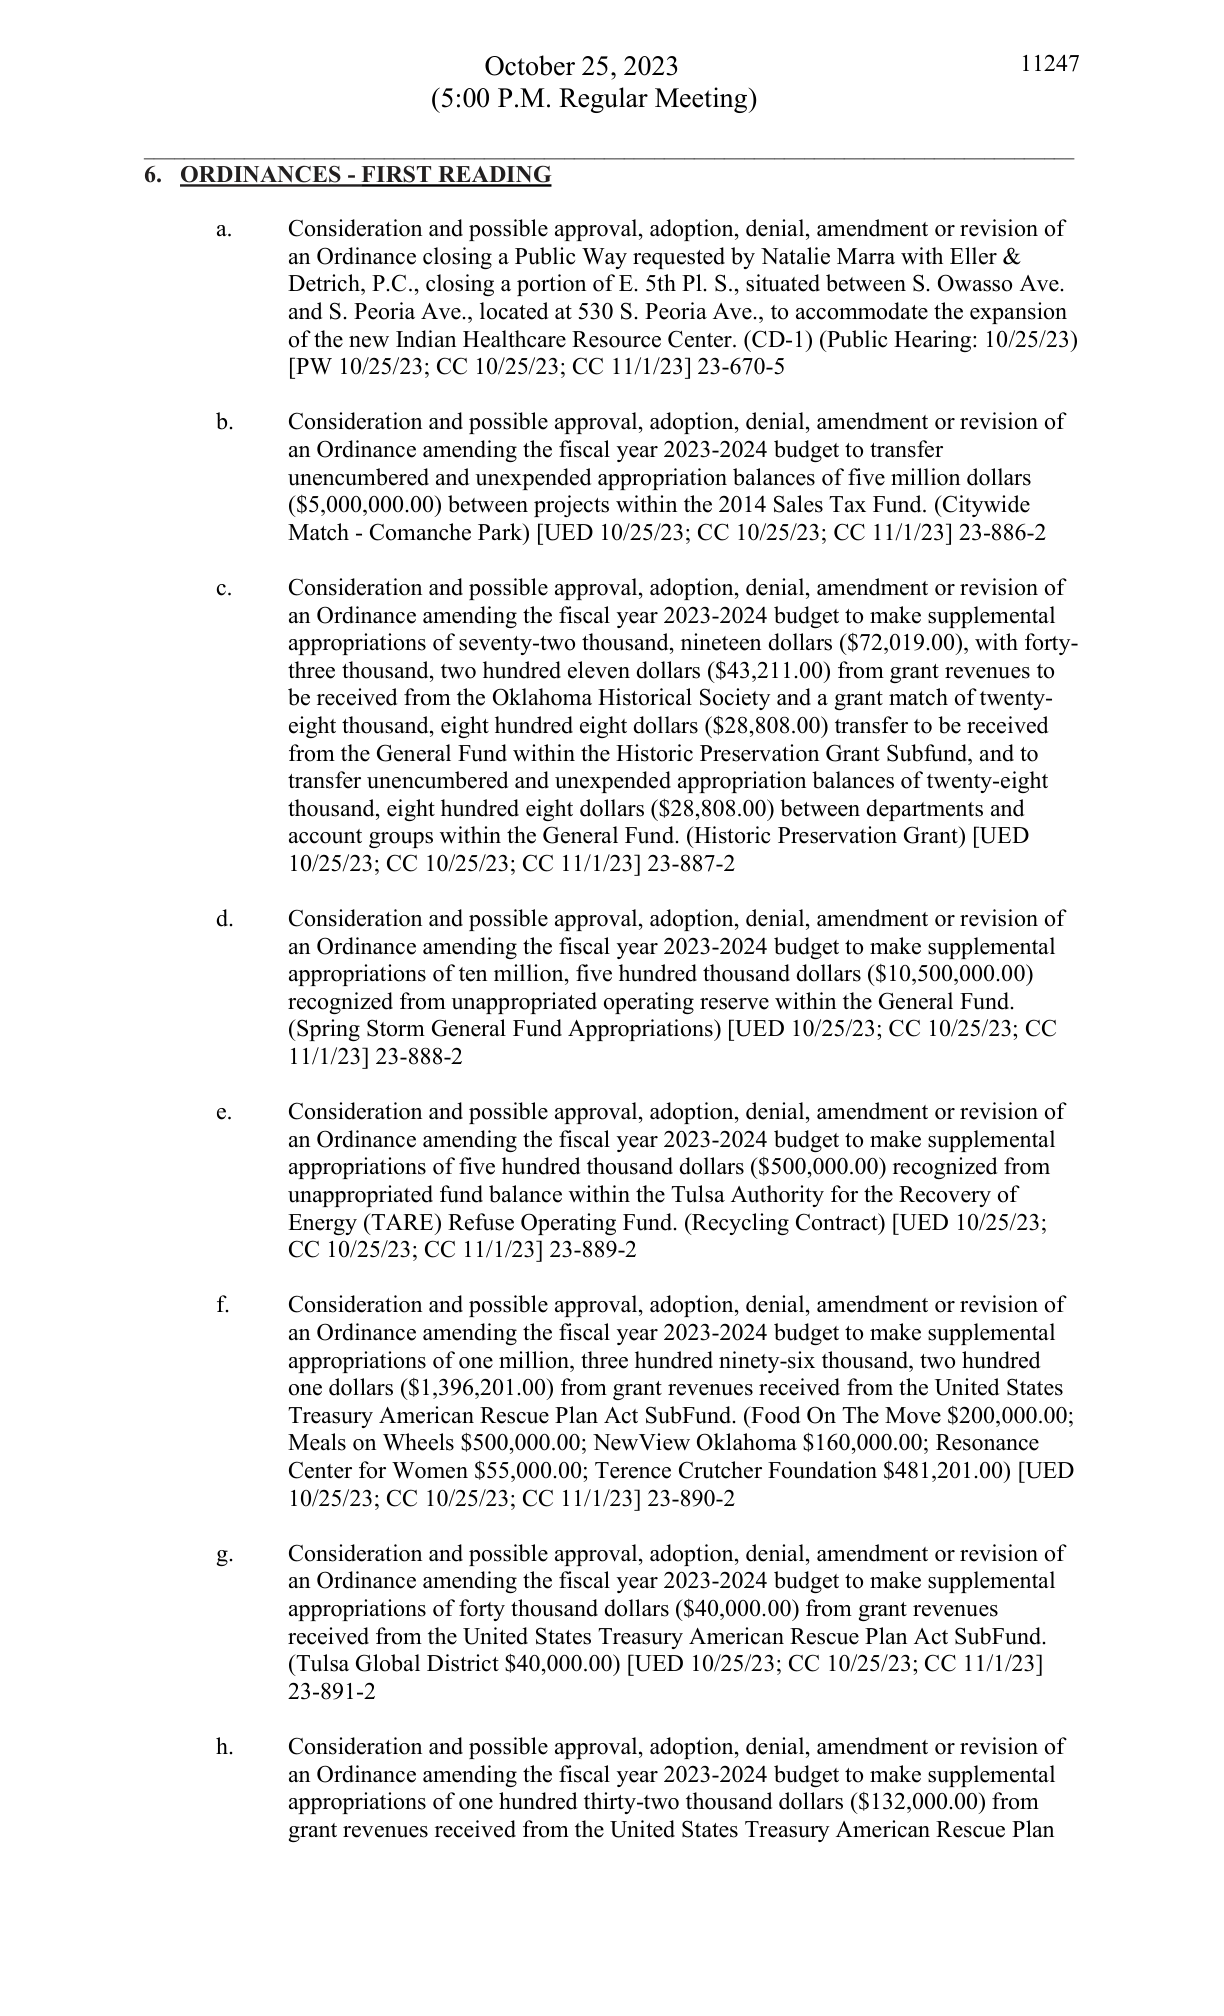 October 25, 2023
11247
(5:00 P.M. Regular Meeting)
6. ORDINANCES - FIRST READING
a. Consideration and possible approval, adoption, denial, amendment or revision of
an Ordinance closing a Public Way requested by Natalie Marra with Eller &
Detrich, P.C., closing a portion of E. 5th Pl. S., situated between S. Owasso Ave.
and S. Peoria Ave., located at 530 S. Peoria Ave., to accommodate the expansion
of the new Indian Healthcare Resource Center. (CD-1) (Public Hearing: 10/25/23)
[PW 10/25/23; CC 10/25/23; CC 11/1/23] 23-670-5
b. Consideration and possible approval, adoption, denial, amendment or revision of
an Ordinance amending the fiscal year 2023-2024 budget to transfer
unencumbered and unexpended appropriation balances of five million dollars
($5,000,000.00) between projects within the 2014 Sales Tax Fund. (Citywide
Match - Comanche Park) [UED 10/25/23; CC 10/25/23; CC 11/1/23] 23-886-2
c. Consideration and possible approval, adoption, denial, amendment or revision of
an Ordinance amending the fiscal year 2023-2024 budget to make supplemental
appropriations of seventy-two thousand, nineteen dollars ($72,019.00), with forty-
three thousand, two hundred eleven dollars ($43,211.00) from grant revenues to
be received from the Oklahoma Historical Society and a grant match of twenty-
eight thousand, eight hundred eight dollars ($28,808.00) transfer to be received
from the General Fund within the Historic Preservation Grant Subfund, and to
transfer unencumbered and unexpended appropriation balances of twenty-eight
thousand, eight hundred eight dollars ($28,808.00) between departments and
account groups within the General Fund. (Historic Preservation Grant) [UED
10/25/23; CC 10/25/23; CC 11/1/23] 23-887-2
d. Consideration and possible approval, adoption, denial, amendment or revision of
an Ordinance amending the fiscal year 2023-2024 budget to make supplemental
appropriations of ten million, five hundred thousand dollars ($10,500,000.00)
recognized from unappropriated operating reserve within the General Fund.
(Spring Storm General Fund Appropriations) [UED 10/25/23; CC 10/25/23; CC
11/1/23] 23-888-2
e. Consideration and possible approval, adoption, denial, amendment or revision of
an Ordinance amending the fiscal year 2023-2024 budget to make supplemental
appropriations of five hundred thousand dollars ($500,000.00) recognized from
unappropriated fund balance within the Tulsa Authority for the Recovery of
Energy (TARE) Refuse Operating Fund. (Recycling Contract) [UED 10/25/23;
CC 10/25/23; CC 11/1/23] 23-889-2
f. Consideration and possible approval, adoption, denial, amendment or revision of
an Ordinance amending the fiscal year 2023-2024 budget to make supplemental
appropriations of one million, three hundred ninety-six thousand, two hundred
one dollars ($1,396,201.00) from grant revenues received from the United States
Treasury American Rescue Plan Act SubFund. (Food On The Move $200,000.00;
Meals on Wheels $500,000.00; NewView Oklahoma $160,000.00; Resonance
Center for Women $55,000.00; Terence Crutcher Foundation $481,201.00) [UED
10/25/23; CC 10/25/23; CC 11/1/23] 23-890-2
g. Consideration and possible approval, adoption, denial, amendment or revision of
an Ordinance amending the fiscal year 2023-2024 budget to make supplemental
appropriations of forty thousand dollars ($40,000.00) from grant revenues
received from the United States Treasury American Rescue Plan Act SubFund.
(Tulsa Global District $40,000.00) [UED 10/25/23; CC 10/25/23; CC 11/1/23]
23-891-2
h. Consideration and possible approval, adoption, denial, amendment or revision of
an Ordinance amending the fiscal year 2023-2024 budget to make supplemental
appropriations of one hundred thirty-two thousand dollars ($132,000.00) from
grant revenues received from the United States Treasury American Rescue Plan